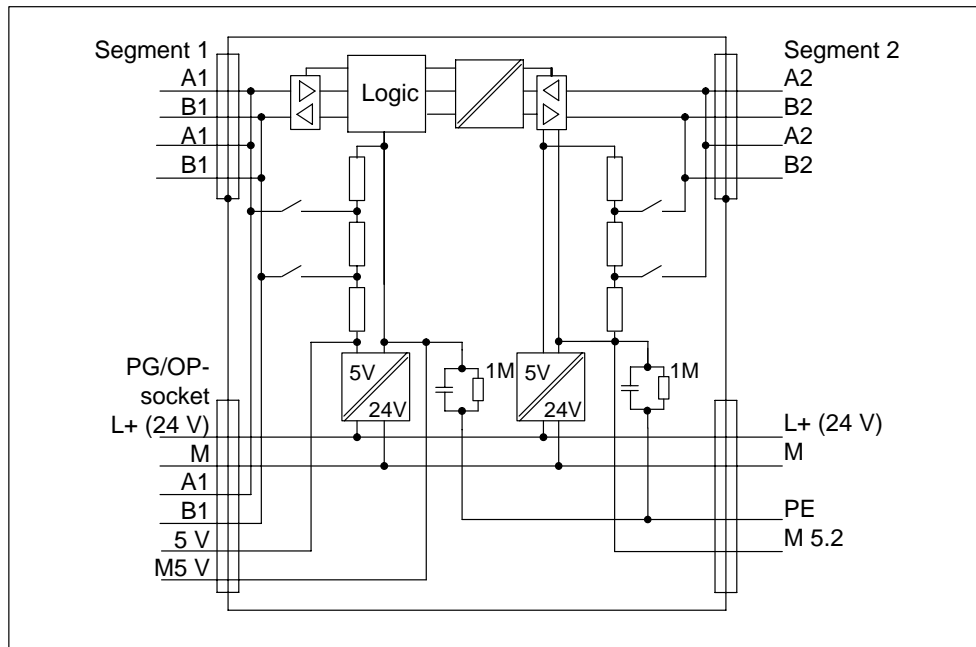 Segment 1
A1
B1
A1
B1
Logic
Segment 2
A2
B2
A2
B2
PG/OP-
socket
L+ (24 V)
M
A1
B1
5 V
M5 V
5V
24V
1M
5V
24V
1M
L+ (24 V)
M
PE
M 5.2